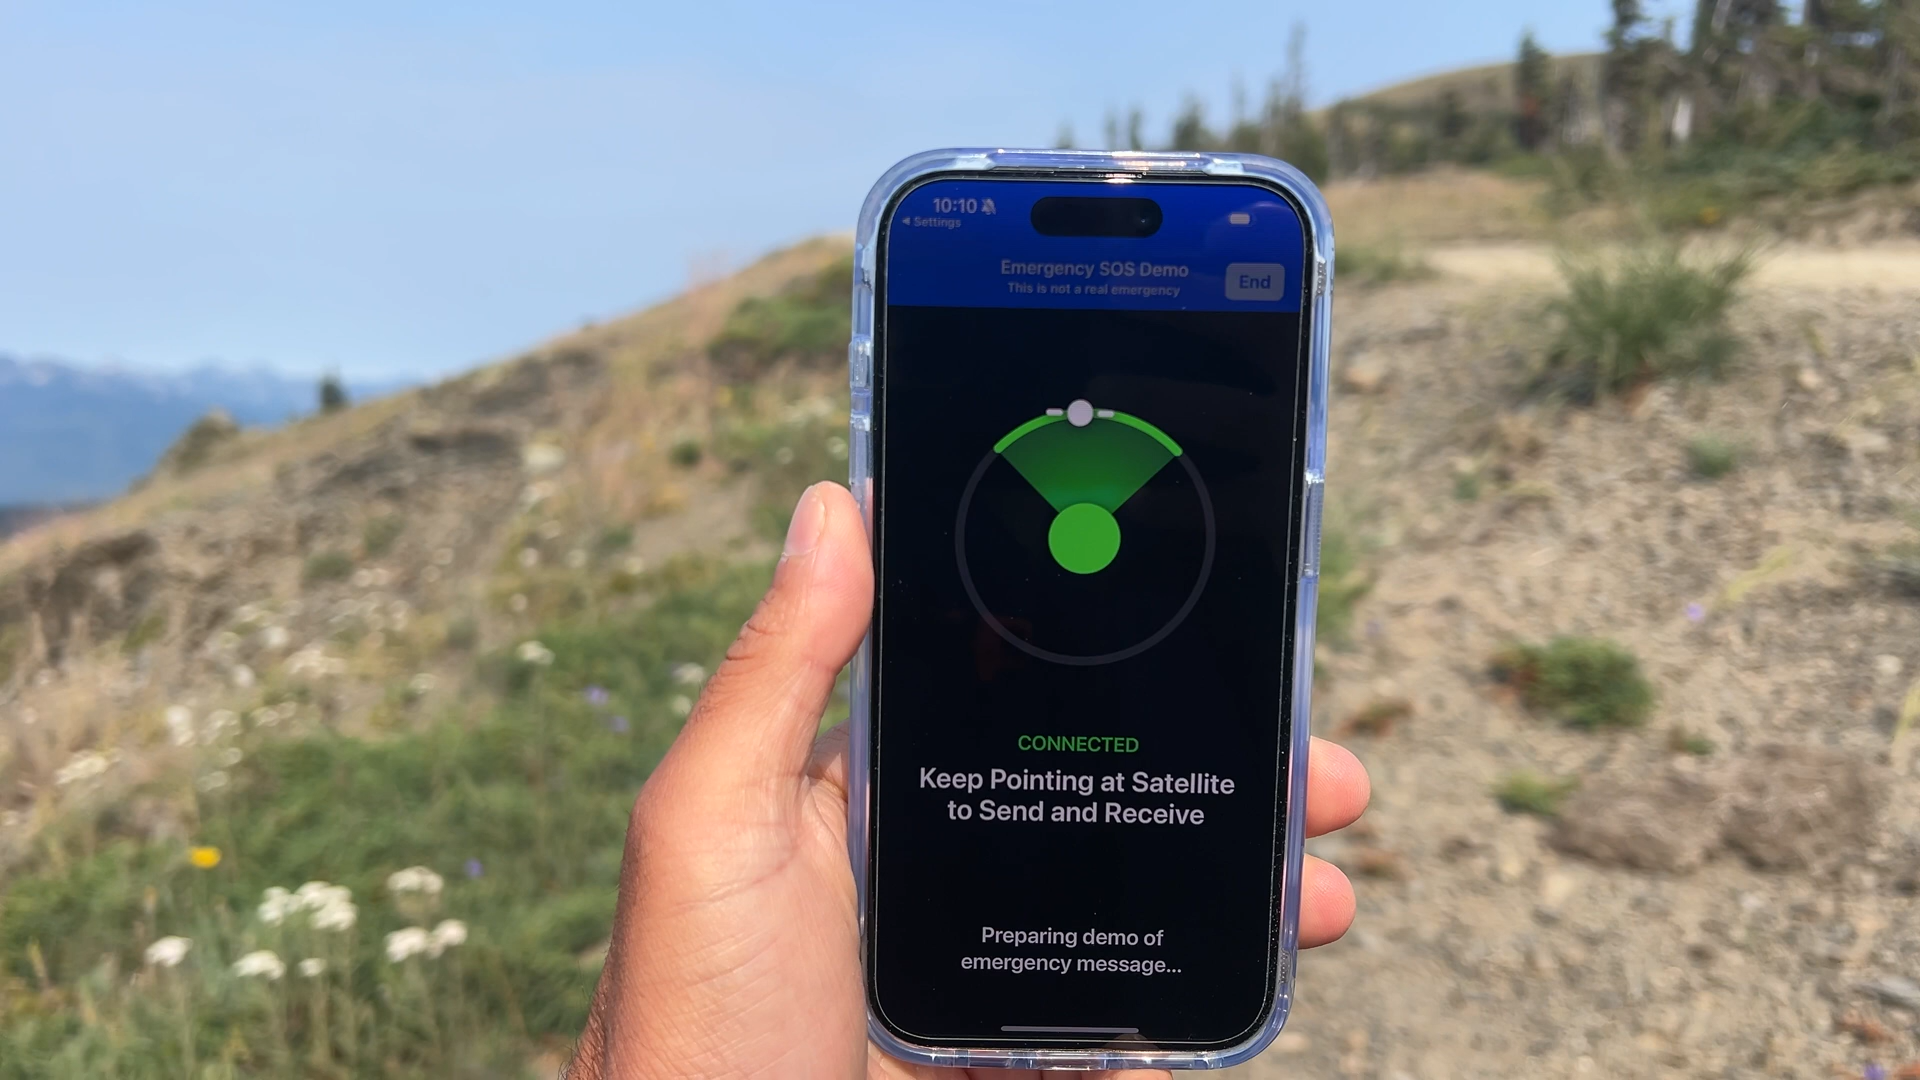 10:10
Settings
Emergency SOS Demo
This is not a real emergency
End
CONNECTED
Keep Pointing at Satellite
to Send and Receive
Preparing demo of
emergency message...